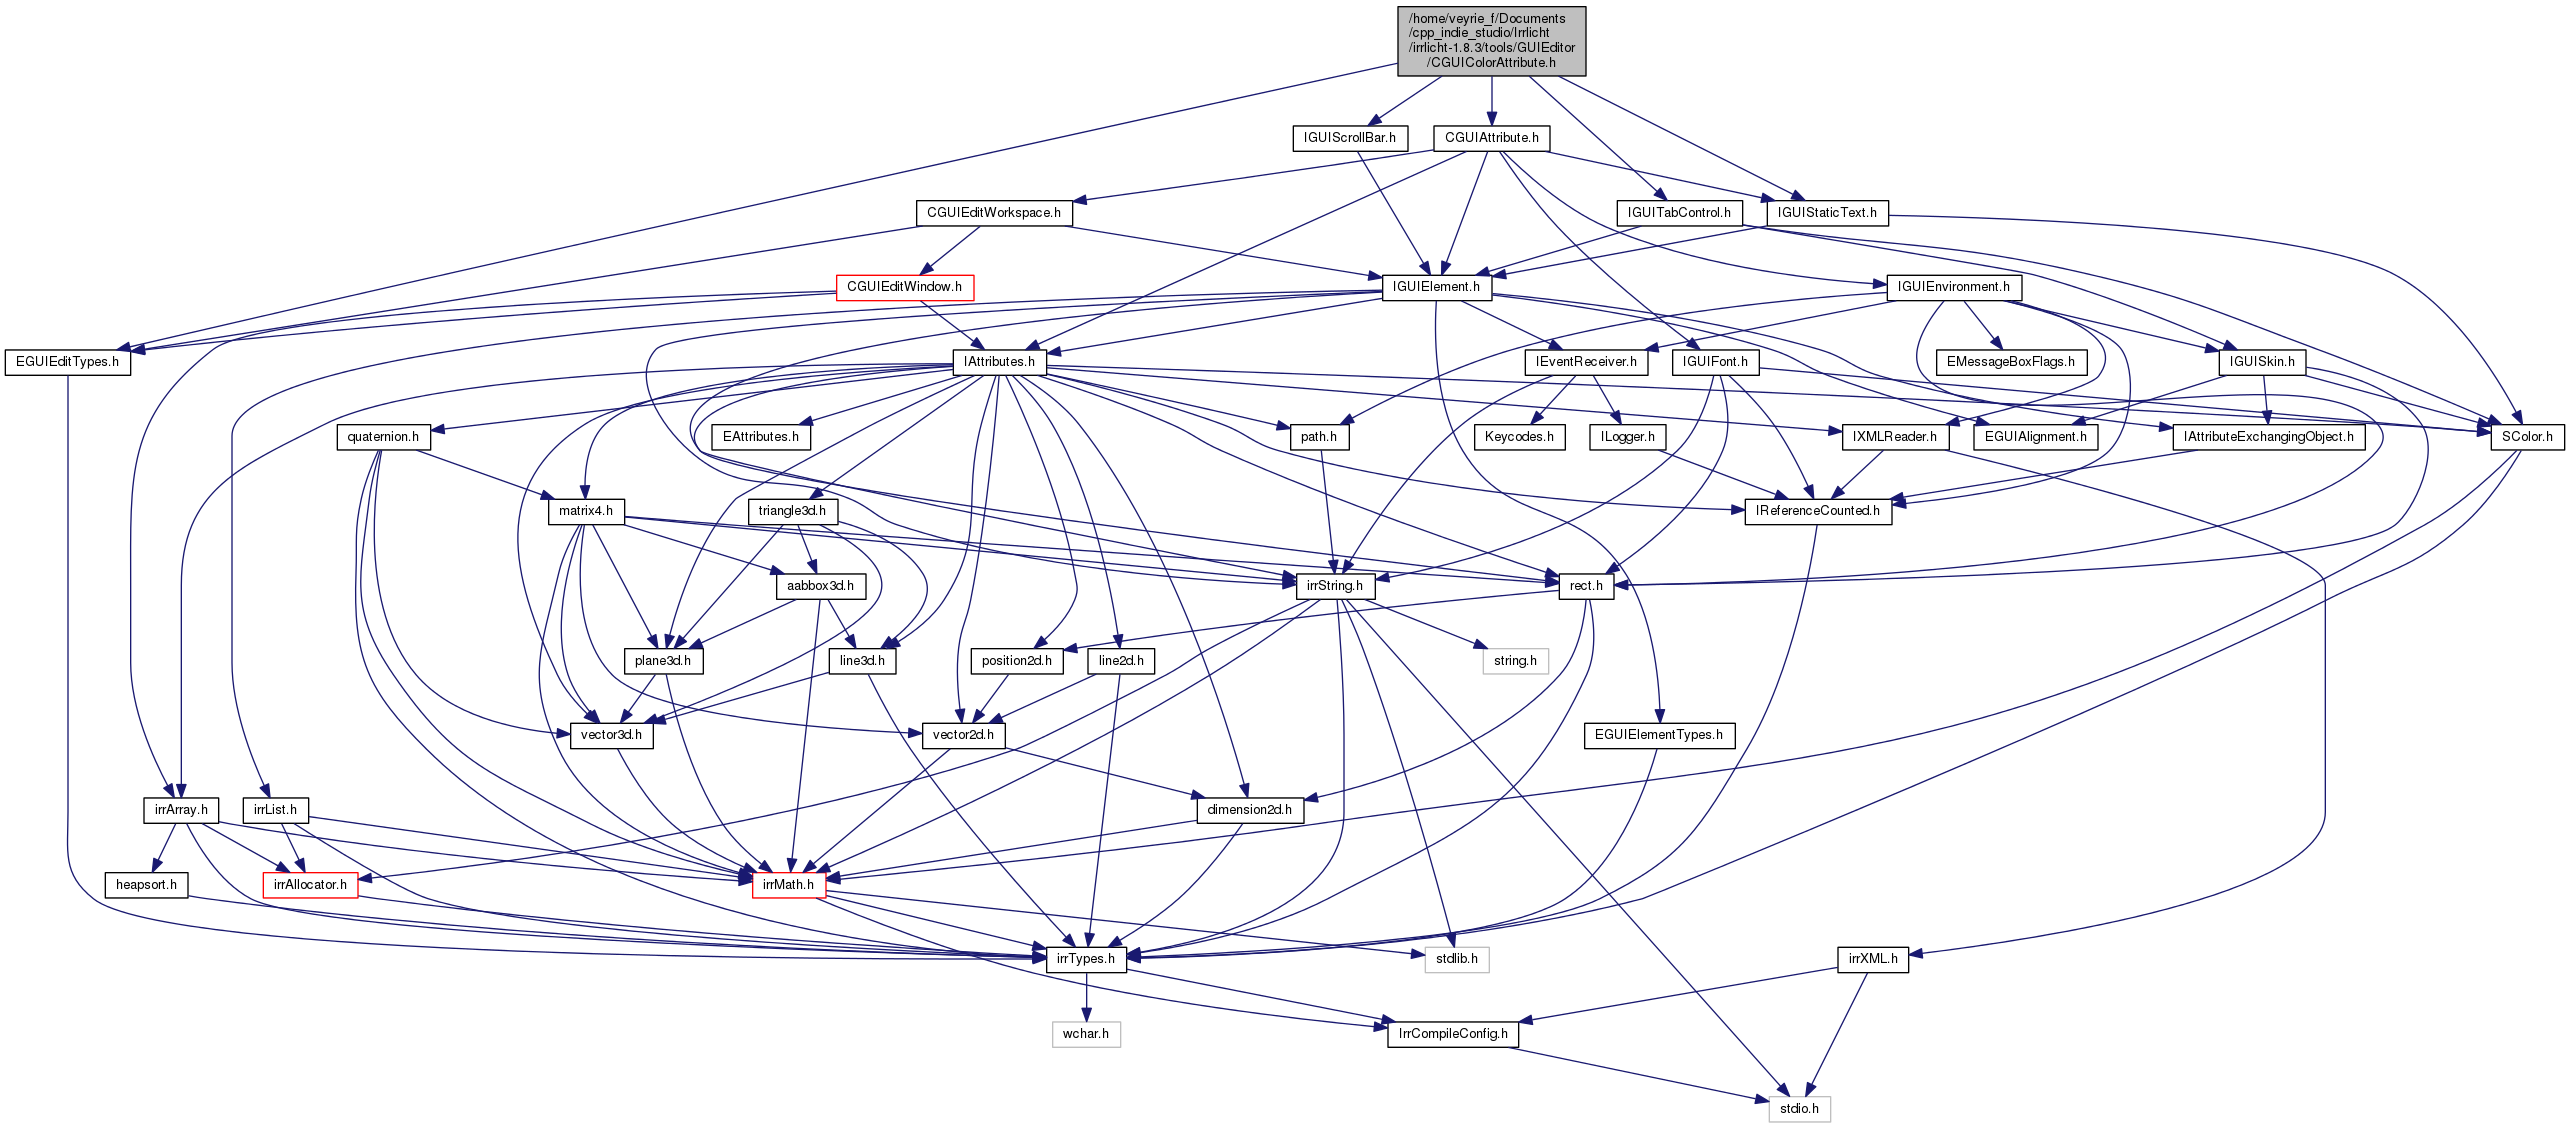 /home/veyrie_f/Documents
/cpp_indie_studio/Irrlicht
/irrlicht-1.8.3/tools/GUIEditor
/CGUIColorAttribute.h
IGUIScrollBar.h
CGUIAttribute.h
CGUIEditWorkspace.h
IGUITabControl.h
IGUIStaticText.h
CGUIEditWindow.h
IGUIElement.h
IGUIEnvironment.h
EGUIEditTypes.h
IAttributes.h
IEventReceiver.h
IGUIFont.h
EMessageBoxFlags.h
IGUISkin.h
quaternion.h
EAttributes.h
path.h
Keycodes.h
ILogger.h
IXMLReader.h
EGUIAlignment.h
IAttributeExchangingObject.h
SColor.h
matrix4.h
triangle3d.h
IReferenceCounted.h
aabbox3d.h
irrString.h
rect.h
plane3d.h
line3d.h
position2d.h
line2d.h
string.h
vector3d.h
vector2d.h
EGUIElementTypes.h
irrArray.h
irrList.h
dimension2d.h
heapsort.h
irrAllocator.h
irrMath.h
irrTypes.h
stdlib.h
irrXML.h
wchar.h
IrrCompileConfig.h
stdio.h